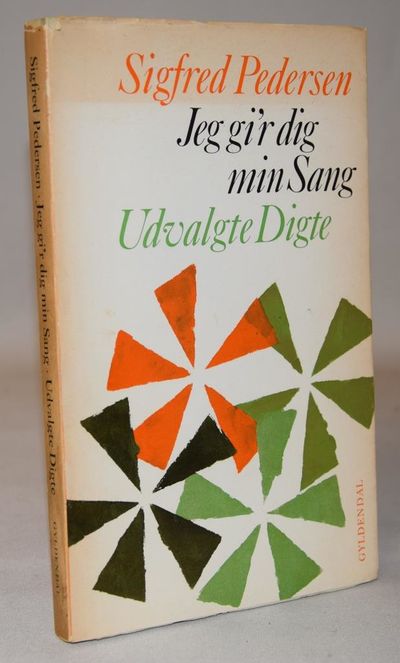 Sigfred Pedersen
Jeg gi'r dig
min Sang
Udvalgte Digte
GYLDENDAL
Sigfred Pedersen · Jeg gi'r dig min Sang · Udvalgte Digte
GYLDENDAL